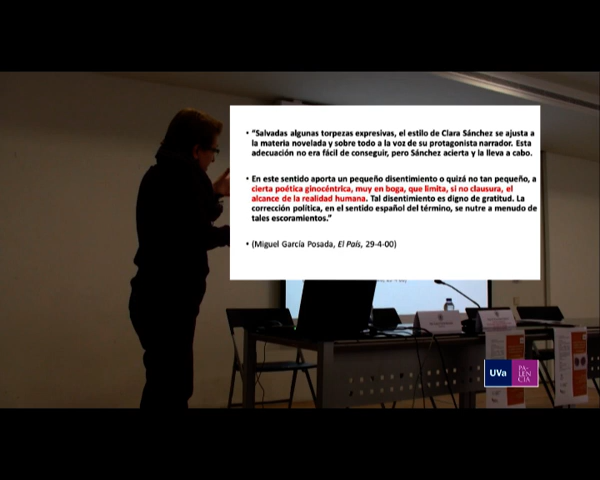 • “Salvadas algunas torpezas expresivas, el estilo de Clara Sánchez se ajusta a
la materia novelada y sobre todo a la voz de su protagonista narrador. Esta
adecuación no era fácil de conseguir, pero Sánchez acierta y la lleva a cabo.
• En este sentido aporta un pequeño disentimiento o quizá no tan pequeño, a
cierta poética ginocéntrica, muy en boga, que limita, si no clausura, el
alcance de la realidad humana. Tal disentimiento es digno de gratitud. La
corrección política, en el sentido español del término, se nutre a menudo de
tales escoramientos.”
• (Miguel García Posada, El País, 29-4-00)
UVa
PA-
LEN
CIA